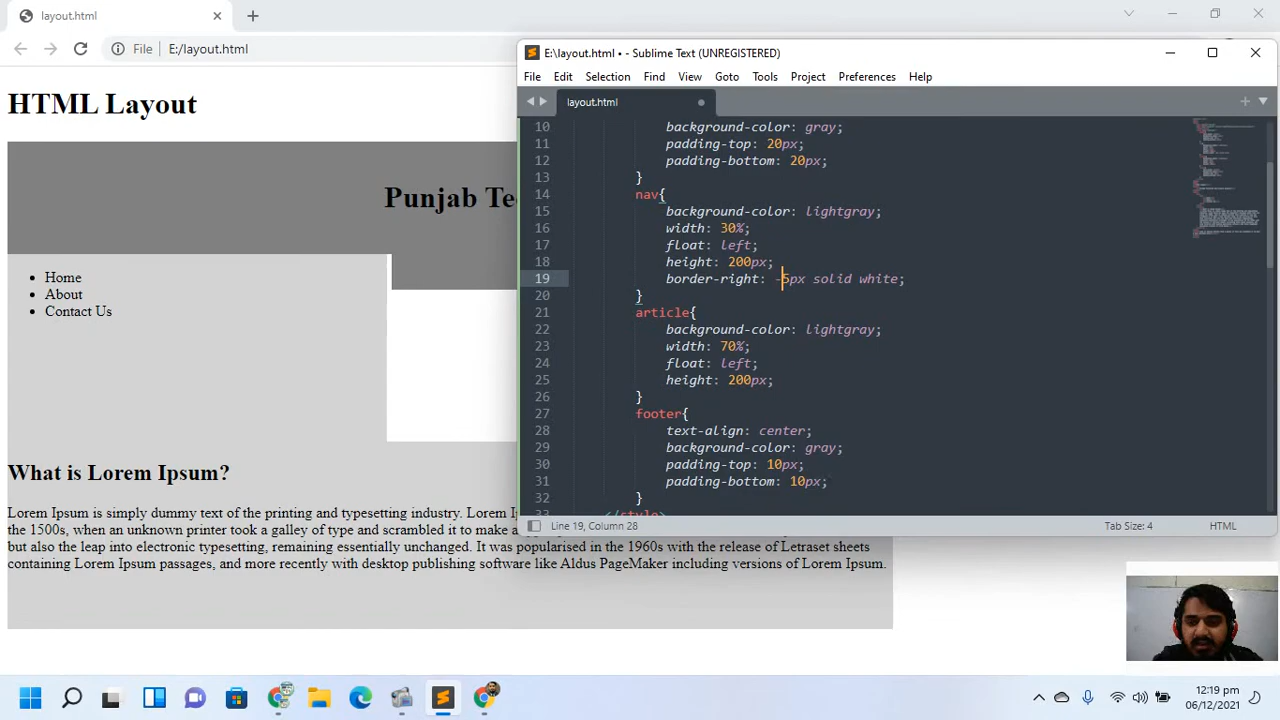 layout.html
File E:/layout.html
HTML Layout
Punjab Te
Home
About
Contact Us
What is Lorem Ipsum?
Lorem Ipsum is simply dummy text of the printing and typesetting industry. Lorem
the 1500s, when an unknown printer took a galley of type and scrambled it to make a
but also the leap into electronic typesetting, remaining essentially unchanged. It was popularised in the 1960s with the release of Letraset sheets
containing Lorem Ipsum passages, and more recently with desktop publishing software like Aldus PageMaker including versions of Lorem Ipsum.
E:\layout.html • - Sublime Text (UNREGISTERED)
File Edit Selection Find View Goto Tools Project Preferences Help
layout.html
10 background-color: gray;
11 padding-top: 20px;
12 padding-bottom: 20px;
13 }
14 nav{
15 background-color: lightgray;
16 width: 30%;
17 float: left;
18 height: 200px;
19 border-right: -5px solid white;
20 }
21 article{
22 background-color: lightgray;
23 width: 70%;
24 float: left;
25 height: 200px;
26 }
27 footer{
28 text-align: center;
29 background-color: gray;
30 padding-top: 10px;
31 padding-bottom: 10px;
32 }
33 </style>
Line 19, Column 28 Tab Size: 4 HTML
12:19 pm
06/12/2021